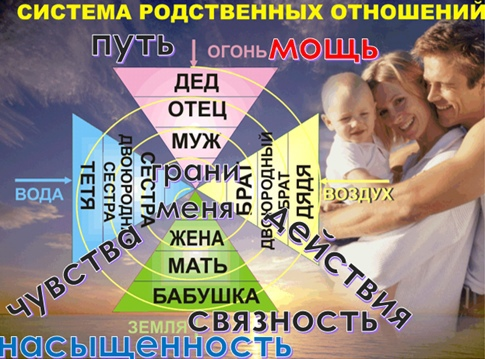 СИСТЕМА РОДСТВЕННЫХ ОТНОШЕНИЙ
путь
ОГОНЬ
мощь
ДЕД
ОТЕЦ
МУЖ
ВОДА
ТЕТЯ
ДВОЮРОДНАЯ СЕСТРА
СЕСТРА
грани
меня
БРАТ
ДВОЮРОДНЫЙ БРАТ
ДЯДЯ
ВОЗДУХ
чувства
действия
ЖЕНА
МАТЬ
БАБУШКА
ЗЕМЛЯ
связность
насыщенность